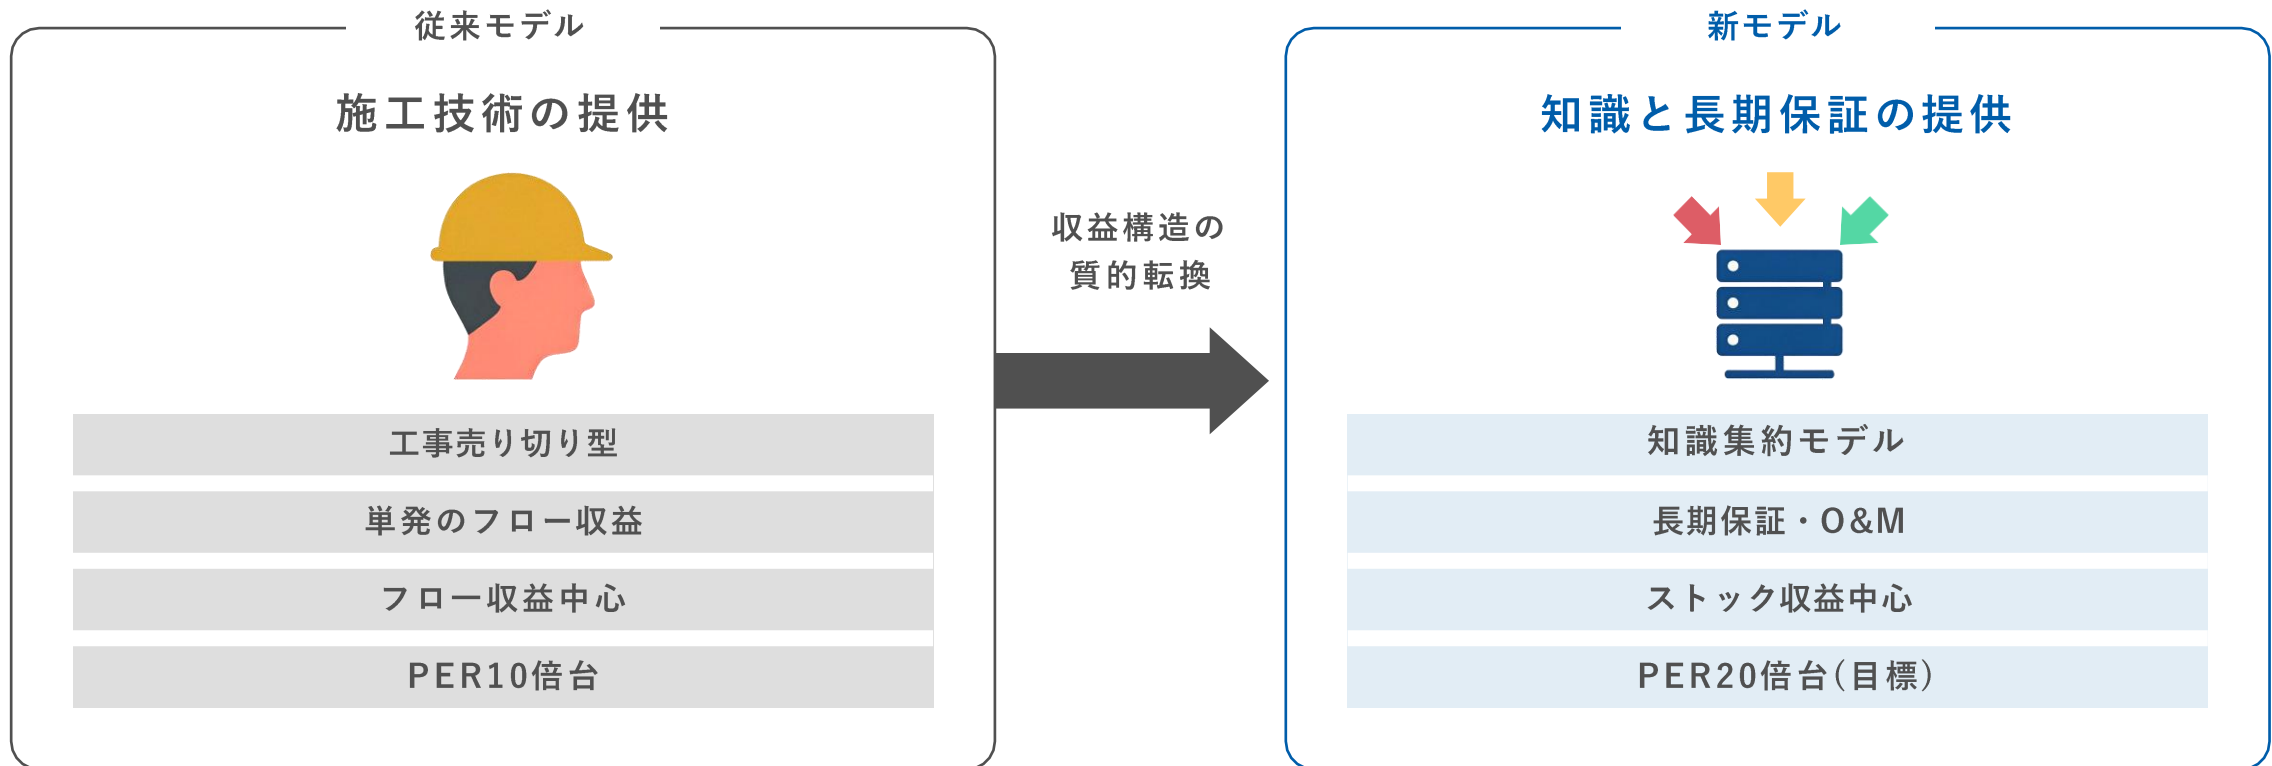 従来モデル
施工技術の提供
工事売り切り型
単発のフロー収益
フロー収益中心
PER10倍台
収益構造の
質的転換
新モデル
知識と長期保証の提供
知識集約モデル
長期保証・O&M
ストック収益中心
PER20倍台(目標)